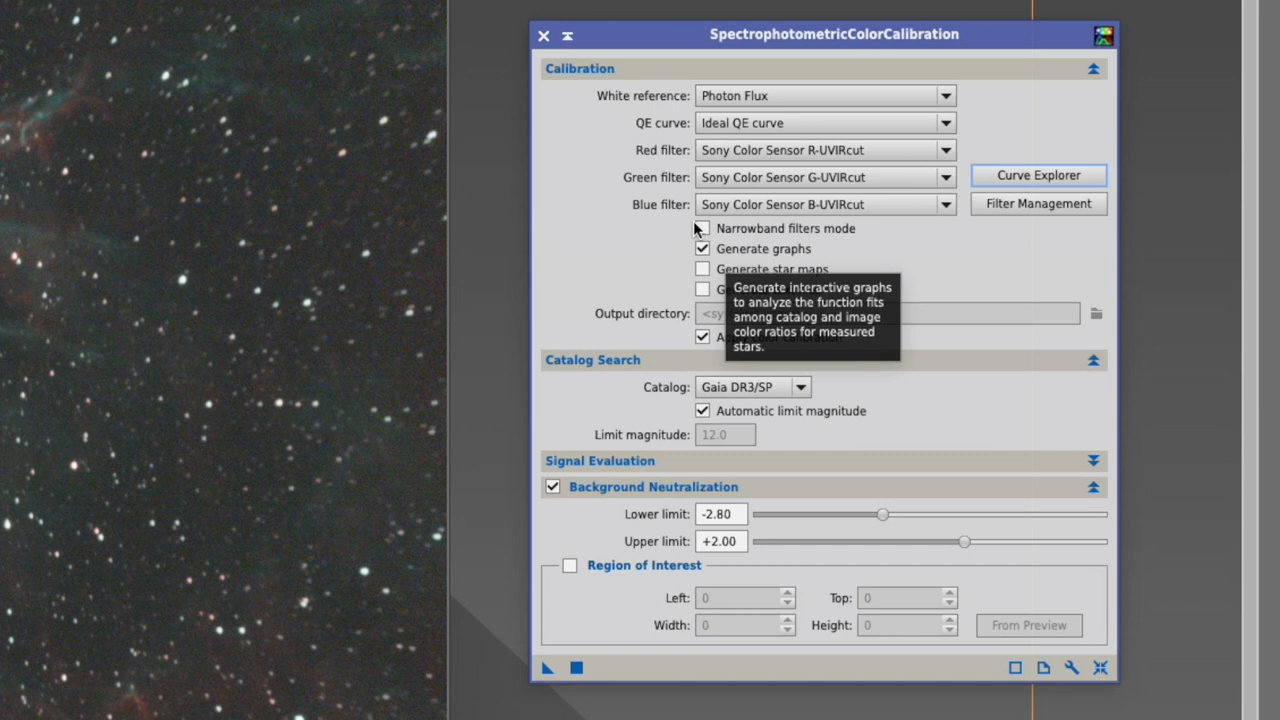 SpectrophotometricColorCalibration
Calibration
White reference: Photon Flux
QE curve: Ideal QE curve
Red filter: Sony Color Sensor R-UVIRcut
Green filter: Sony Color Sensor G-UVIRcut Curve Explorer
Blue filter: Sony Color Sensor B-UVIRcut Filter Management
Narrowband filters mode
Generate graphs
Generate star maps
Generate interactive graphs
to analyze the function fits
among catalog and image
color ratios for measured
stars.
Output directory: <sy
Apply color calibration
Catalog Search
Catalog: Gaia DR3/SP
Automatic limit magnitude
Limit magnitude: 12.0
Signal Evaluation
Background Neutralization
Lower limit: -2.80
Upper limit: +2.00
Region of Interest
Left: 0 Top: 0
Width: 0 Height: 0 From Preview